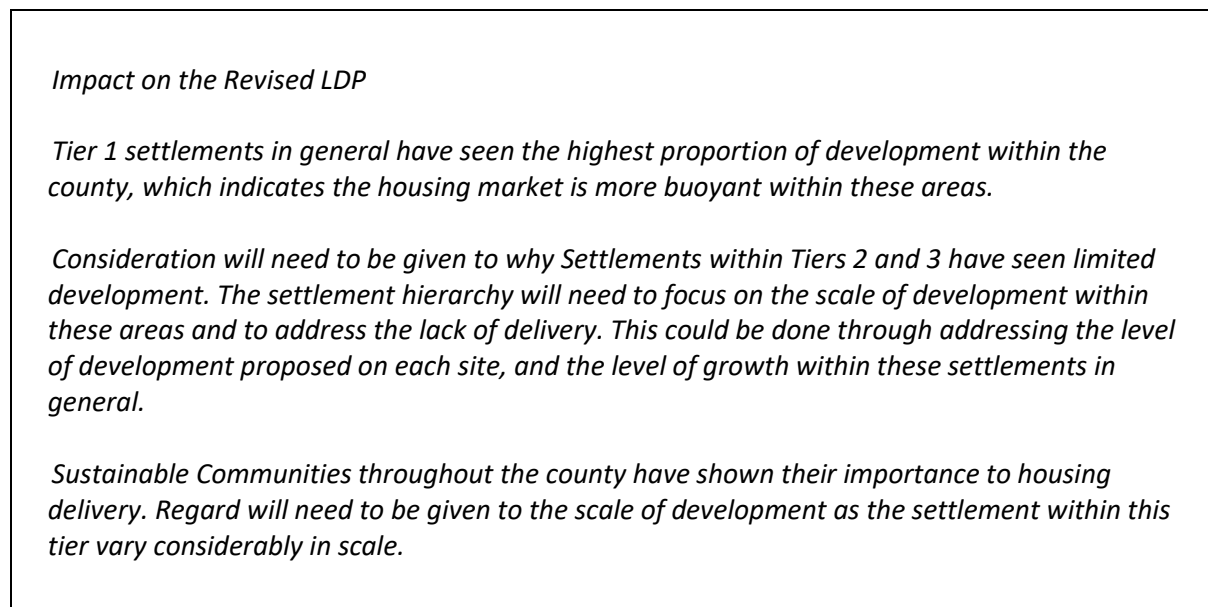 Impact on the Revised LDP
Tier 1 settlements in general have seen the highest proportion of development within the
county, which indicates the housing market is more buoyant within these areas.
Consideration will need to be given to why Settlements within Tiers 2 and 3 have seen limited
development. The settlement hierarchy will need to focus on the scale of development within
these areas and to address the lack of delivery. This could be done through addressing the level
of development proposed on each site, and the level of growth within these settlements in
general.
Sustainable Communities throughout the county have shown their importance to housing
delivery. Regard will need to be given to the scale of development as the settlement within this
tier vary considerably in scale.